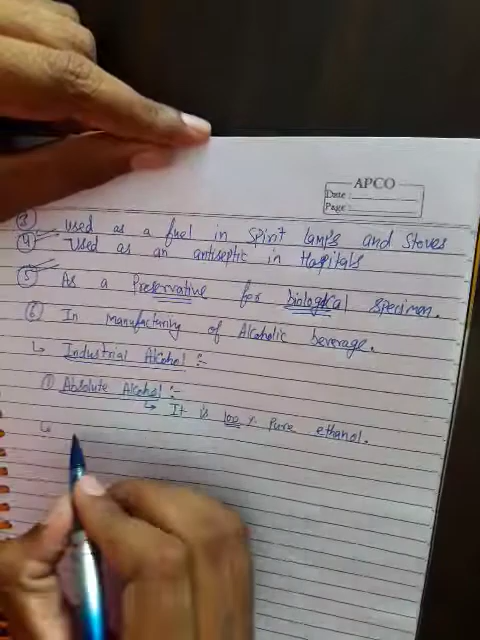 APCO
Date :
Page :
③ used as a fuel in Spirit lamps and Stoves
④ Used as an antiseptic in Hospitals
⑤ As a Preservative for biological specimen.
⑥ In manufacturing of Alcoholic beverage.
↳ Industrial Alcohol :-
① Absolute Alcohol :-
↳ It is 100 % Pure ethanol.
↳